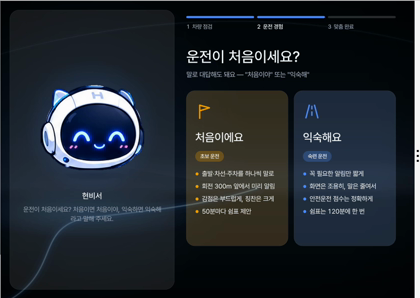 H
현비서
운전이 처음이세요? 처음이면 처음이야, 익숙하면 익숙해
라고 말해 주세요.
1 차량 점검
2 운전 경험
3 맞춤 완료
운전이 처음이세요?
말로 대답해도 돼요 — "처음이야" 또는 "익숙해"
처음이에요
초보 운전
출발·차선·주차를 하나씩 말로
회전 300m 앞에서 미리 알림
감점은 부드럽게, 칭찬은 크게
50분마다 쉼표 제안
익숙해요
숙련 운전
꼭 필요한 알림만 짧게
화면은 조용히, 말은 줄여서
안전운전 점수는 정확하게
쉼표는 120분에 한 번